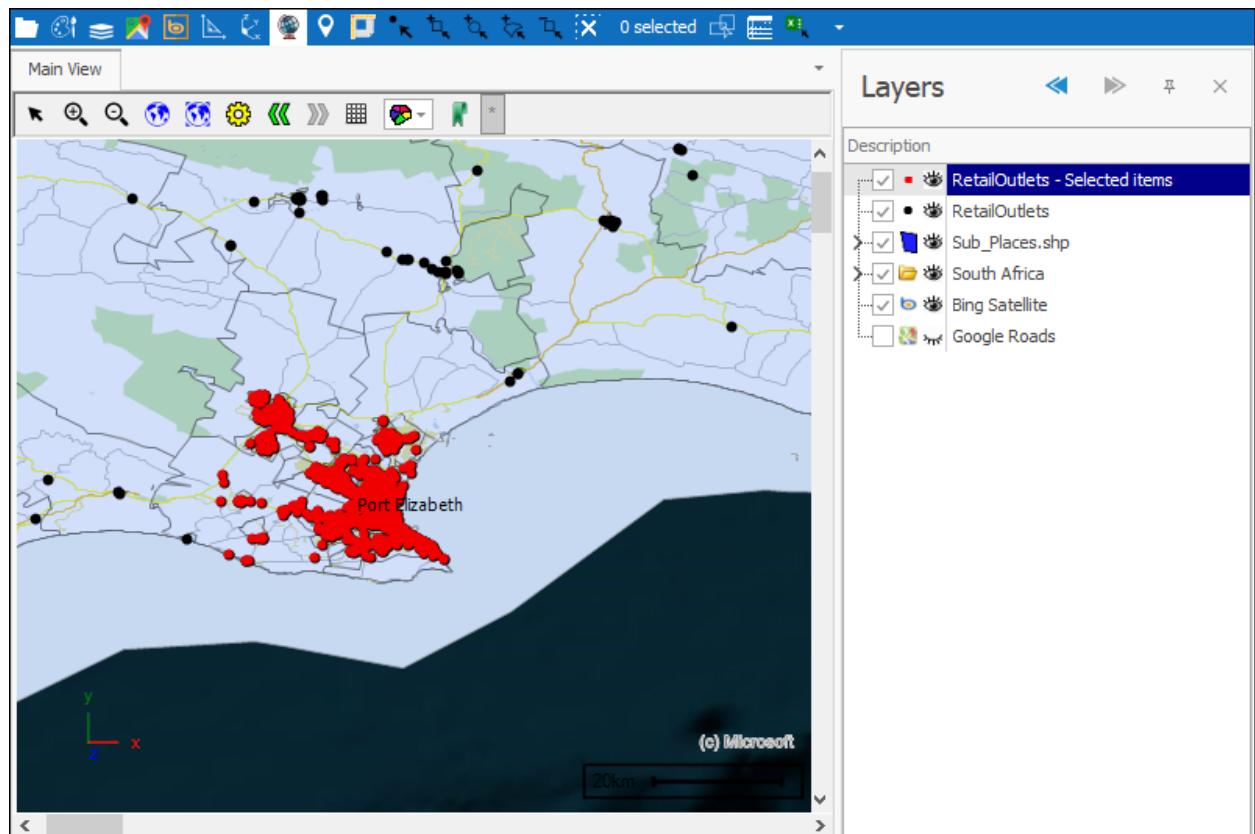 0 selected
Main View
Layers
Description
RetailOutlets - Selected items
RetailOutlets
Sub_Places.shp
South Africa
Bing Satellite
Google Roads
Port Elizabeth
y
x
z
(c) Microsoft
20km